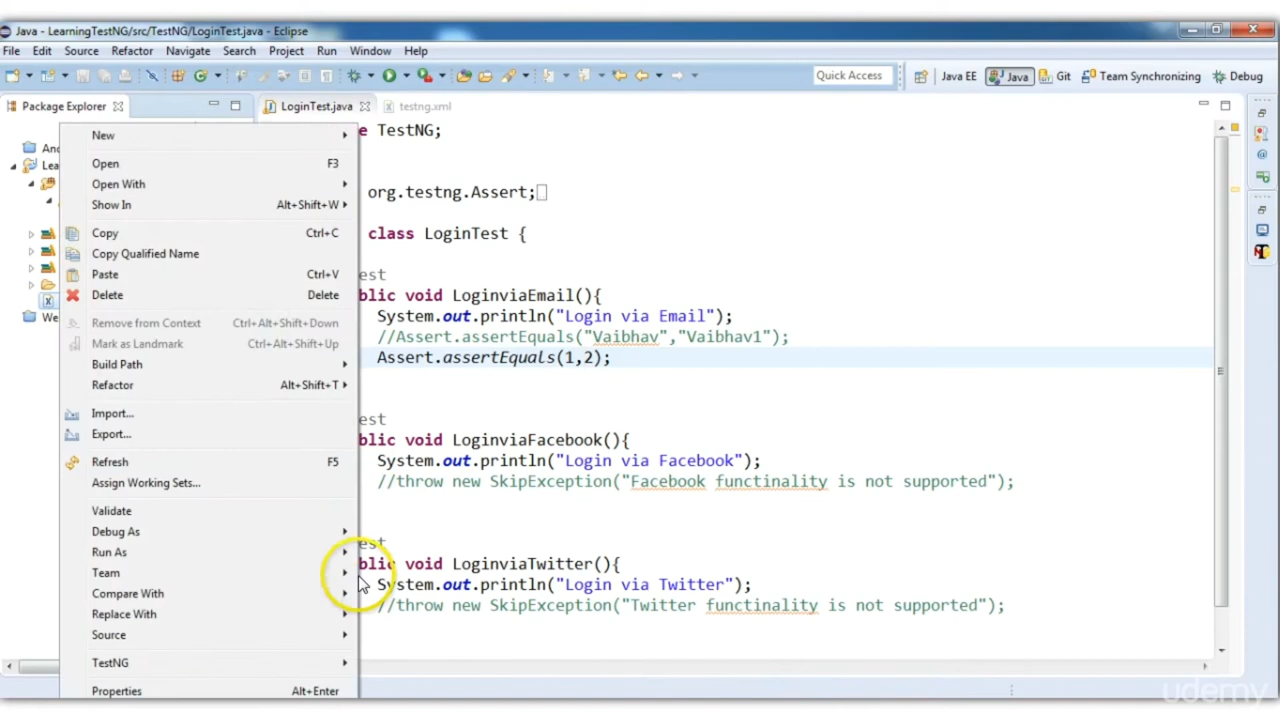 Java - LearningTestNG/src/TestNG/LoginTest.java - Eclipse
File Edit Source Refactor Navigate Search Project Run Window Help
Quick Access Java EE Java Git Team Synchronizing Debug
Package Explorer LoginTest.java testng.xml
New
Open F3
Open With
Show In Alt+Shift+W
Copy Ctrl+C
Copy Qualified Name
Paste Ctrl+V
Delete Delete
Remove from Context Ctrl+Alt+Shift+Down
Mark as Landmark Ctrl+Alt+Shift+Up
Build Path
Refactor Alt+Shift+T
Import...
Export...
Refresh F5
Assign Working Sets...
Validate
Debug As
Run As
Team
Compare With
Replace With
Source
TestNG
Properties Alt+Enter
And
Lea
We
e TestNG;
org.testng.Assert;
class LoginTest {
est
blic void LoginviaEmail(){
System.out.println("Login via Email");
//Assert.assertEquals("Vaibhav","Vaibhav1");
Assert.assertEquals(1,2);
est
blic void LoginviaFacebook(){
System.out.println("Login via Facebook");
//throw new SkipException("Facebook functinality is not supported");
est
blic void LoginviaTwitter(){
System.out.println("Login via Twitter");
//throw new SkipException("Twitter functinality is not supported");
udemy